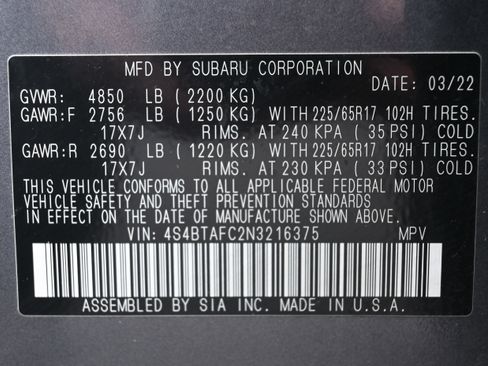 MFD BY SUBARU CORPORATION
DATE: 03/22
GVWR: 4850 LB (2200 KG)
GAWR:F 2756 LB (1250 KG) WITH 225/65R17 102H TIRES.
17X7J RIMS. AT 240 KPA (35 PSI) COLD
GAWR:R 2690 LB (1220 KG) WITH 225/65R17 102H TIRES.
17X7J RIMS. AT 230 KPA (33 PSI) COLD
THIS VEHICLE CONFORMS TO ALL APPLICABLE FEDERAL MOTOR
VEHICLE SAFETY AND THEFT PREVENTION STANDARDS
IN EFFECT ON THE DATE OF MANUFACTURE SHOWN ABOVE.
VIN: 4S4BTAFC2N3216375 MPV
ASSEMBLED BY SIA INC. MADE IN U.S.A.